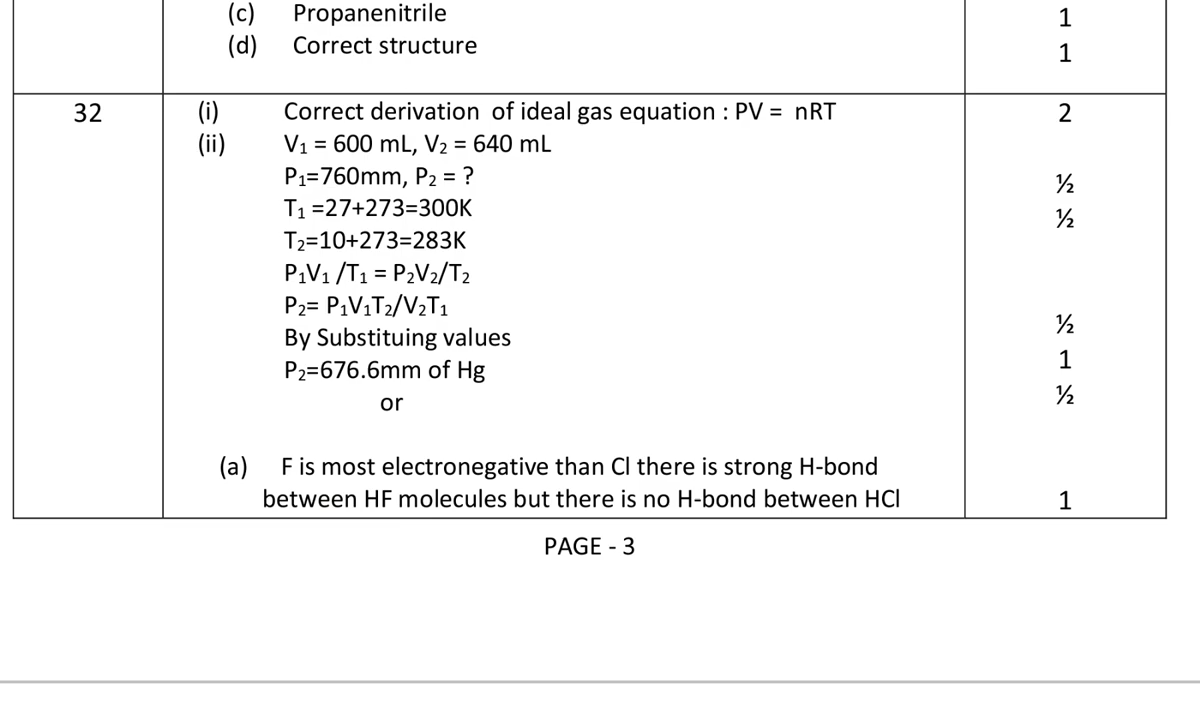 (c) Propanenitrile 1
(d) Correct structure 1
32 (i) Correct derivation of ideal gas equation : PV = nRT 2
(ii) V₁ = 600 mL, V₂ = 640 mL
P₁=760mm, P₂ = ? ½
T₁ =27+273=300K ½
T₂=10+273=283K
P₁V₁ /T₁ = P₂V₂/T₂
P₂= P₁V₁T₂/V₂T₁
By Substituing values ½
P₂=676.6mm of Hg 1
or ½
(a) F is most electronegative than Cl there is strong H-bond
between HF molecules but there is no H-bond between HCl 1
PAGE - 3